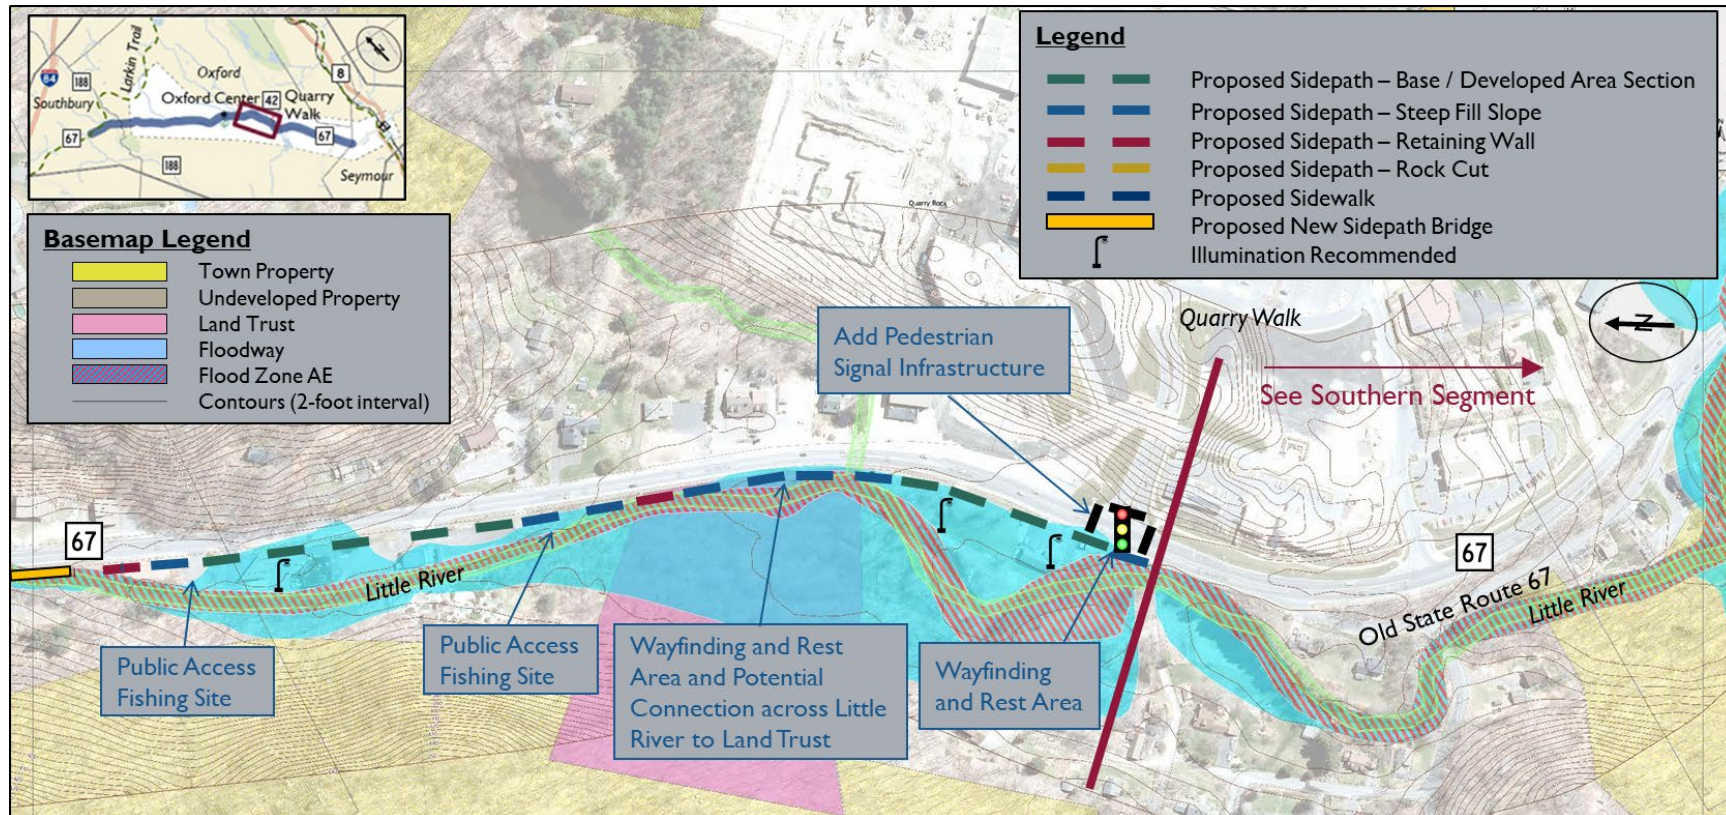 84
188
Larkin Trail
Oxford
8
Southbury
Oxford Center
42
Quarry
Walk
67
67
188
Seymour
Basemap Legend
Town Property
Undeveloped Property
Land Trust
Floodway
Flood Zone AE
Contours (2-foot interval)
Legend
Proposed Sidepath – Base / Developed Area Section
Proposed Sidepath – Steep Fill Slope
Proposed Sidepath – Retaining Wall
Proposed Sidepath – Rock Cut
Proposed Sidewalk
Proposed New Sidepath Bridge
Illumination Recommended
N
Quarry Rock
Quarry Walk
See Southern Segment
Add Pedestrian
Signal Infrastructure
67
Little River
67
Old State Route 67
Little River
Public Access
Fishing Site
Public Access
Fishing Site
Wayfinding and Rest
Area and Potential
Connection across Little
River to Land Trust
Wayfinding
and Rest Area